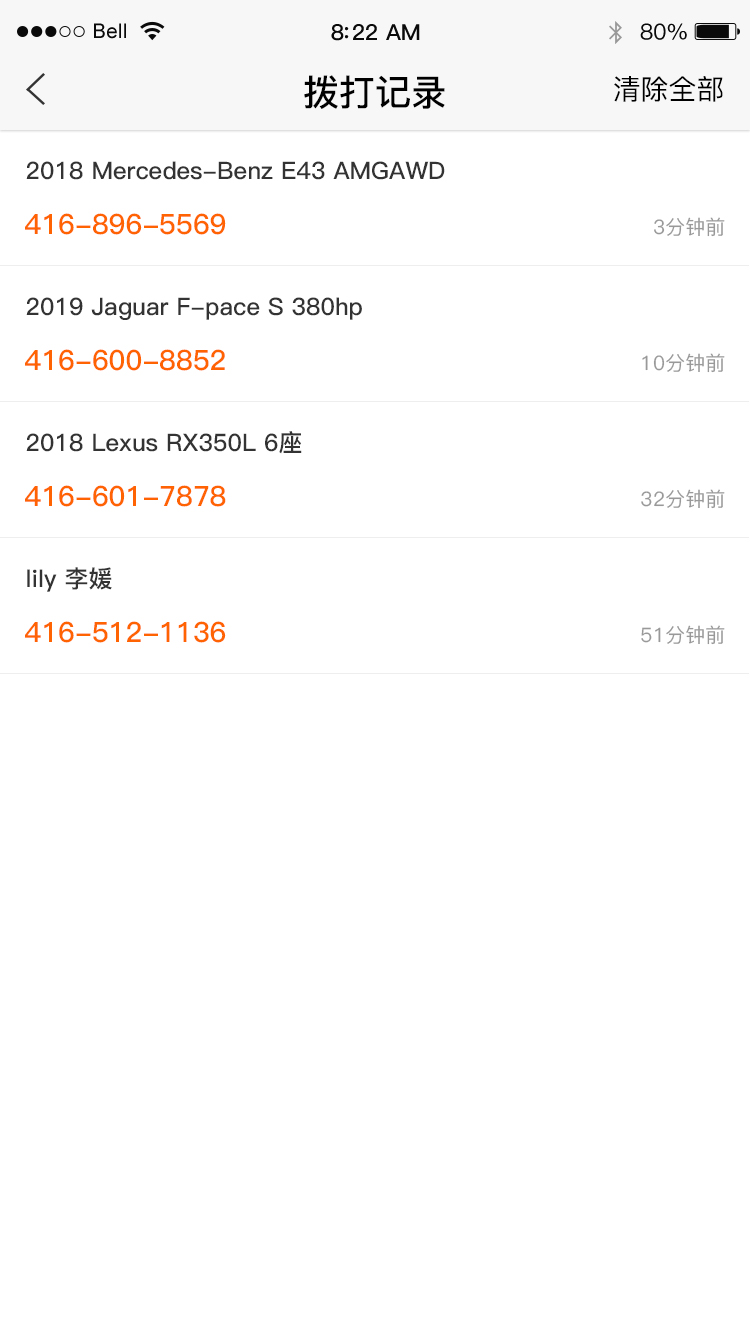 Bell 8:22 AM 80%
拨打记录 清除全部
2018 Mercedes-Benz E43 AMGAWD
416-896-5569 3分钟前
2019 Jaguar F-pace S 380hp
416-600-8852 10分钟前
2018 Lexus RX350L 6座
416-601-7878 32分钟前
lily 李媛
416-512-1136 51分钟前